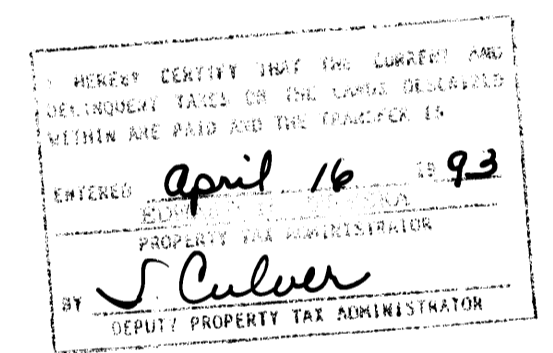 I HEREBY CERTIFY THAT THE CURRENT AND
DELINQUENT TAXES ON THE LANDS DESCRIBED
WITHIN ARE PAID AND THE TRANSFER IS
ENTERED April 16 19 93
PROPERTY TAX ADMINISTRATOR
BY J. Culver
DEPUTY PROPERTY TAX ADMINISTRATOR